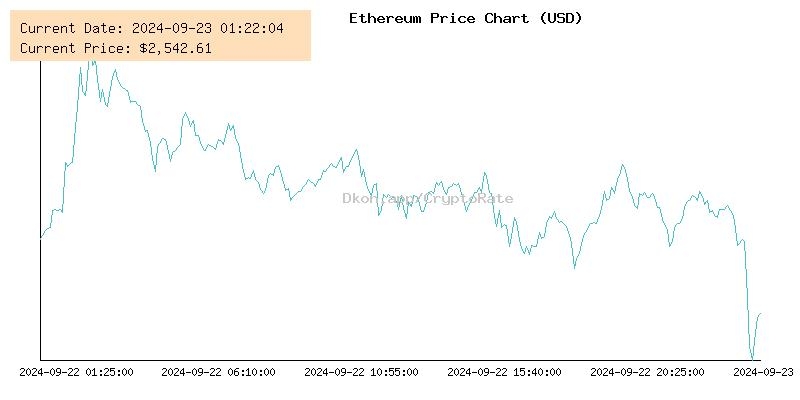 Ethereum Price Chart (USD)
Current Date: 2024-09-23 01:22:04
Current Price: $2,542.61
Dkoh.app/CryptoRate
2024-09-22 01:25:00
2024-09-22 06:10:00
2024-09-22 10:55:00
2024-09-22 15:40:00
2024-09-22 20:25:00
2024-09-23